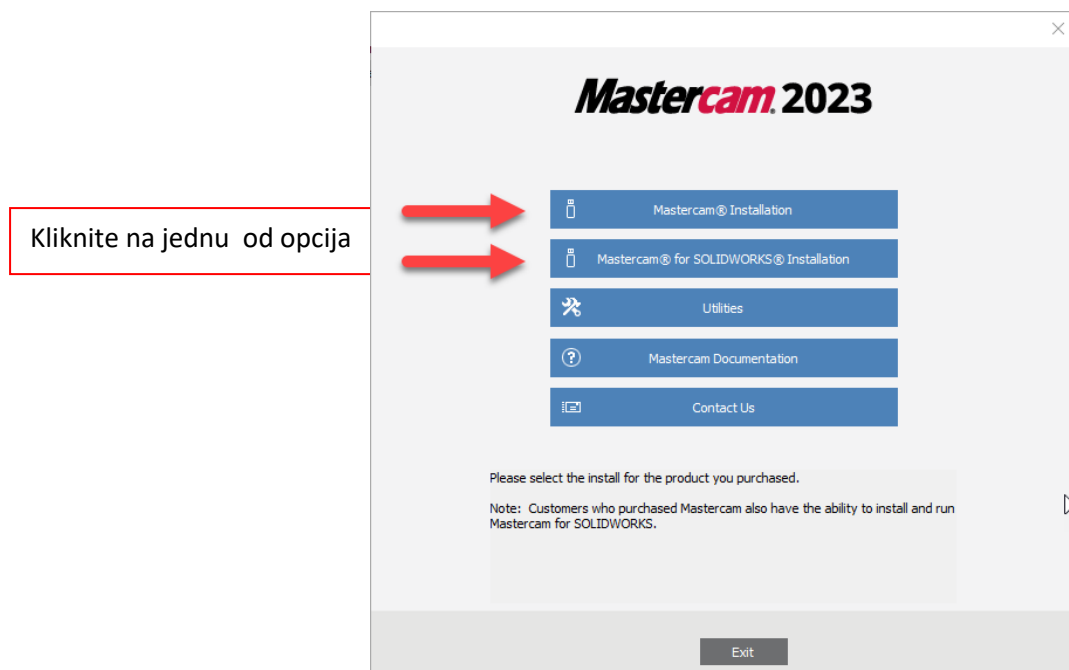 Mastercam® 2023
Kliknite na jednu od opcija
Mastercam® Installation
Mastercam® for SOLIDWORKS® Installation
Utilities
Mastercam Documentation
Contact Us
Please select the install for the product you purchased.
Note: Customers who purchased Mastercam also have the ability to install and run
Mastercam for SOLIDWORKS.
Exit